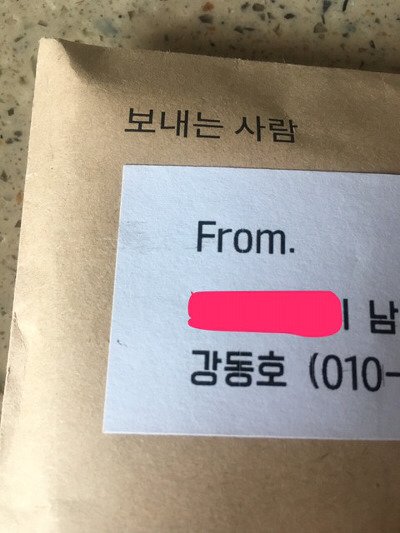 보내는 사람
From.
남
강동호 (010-